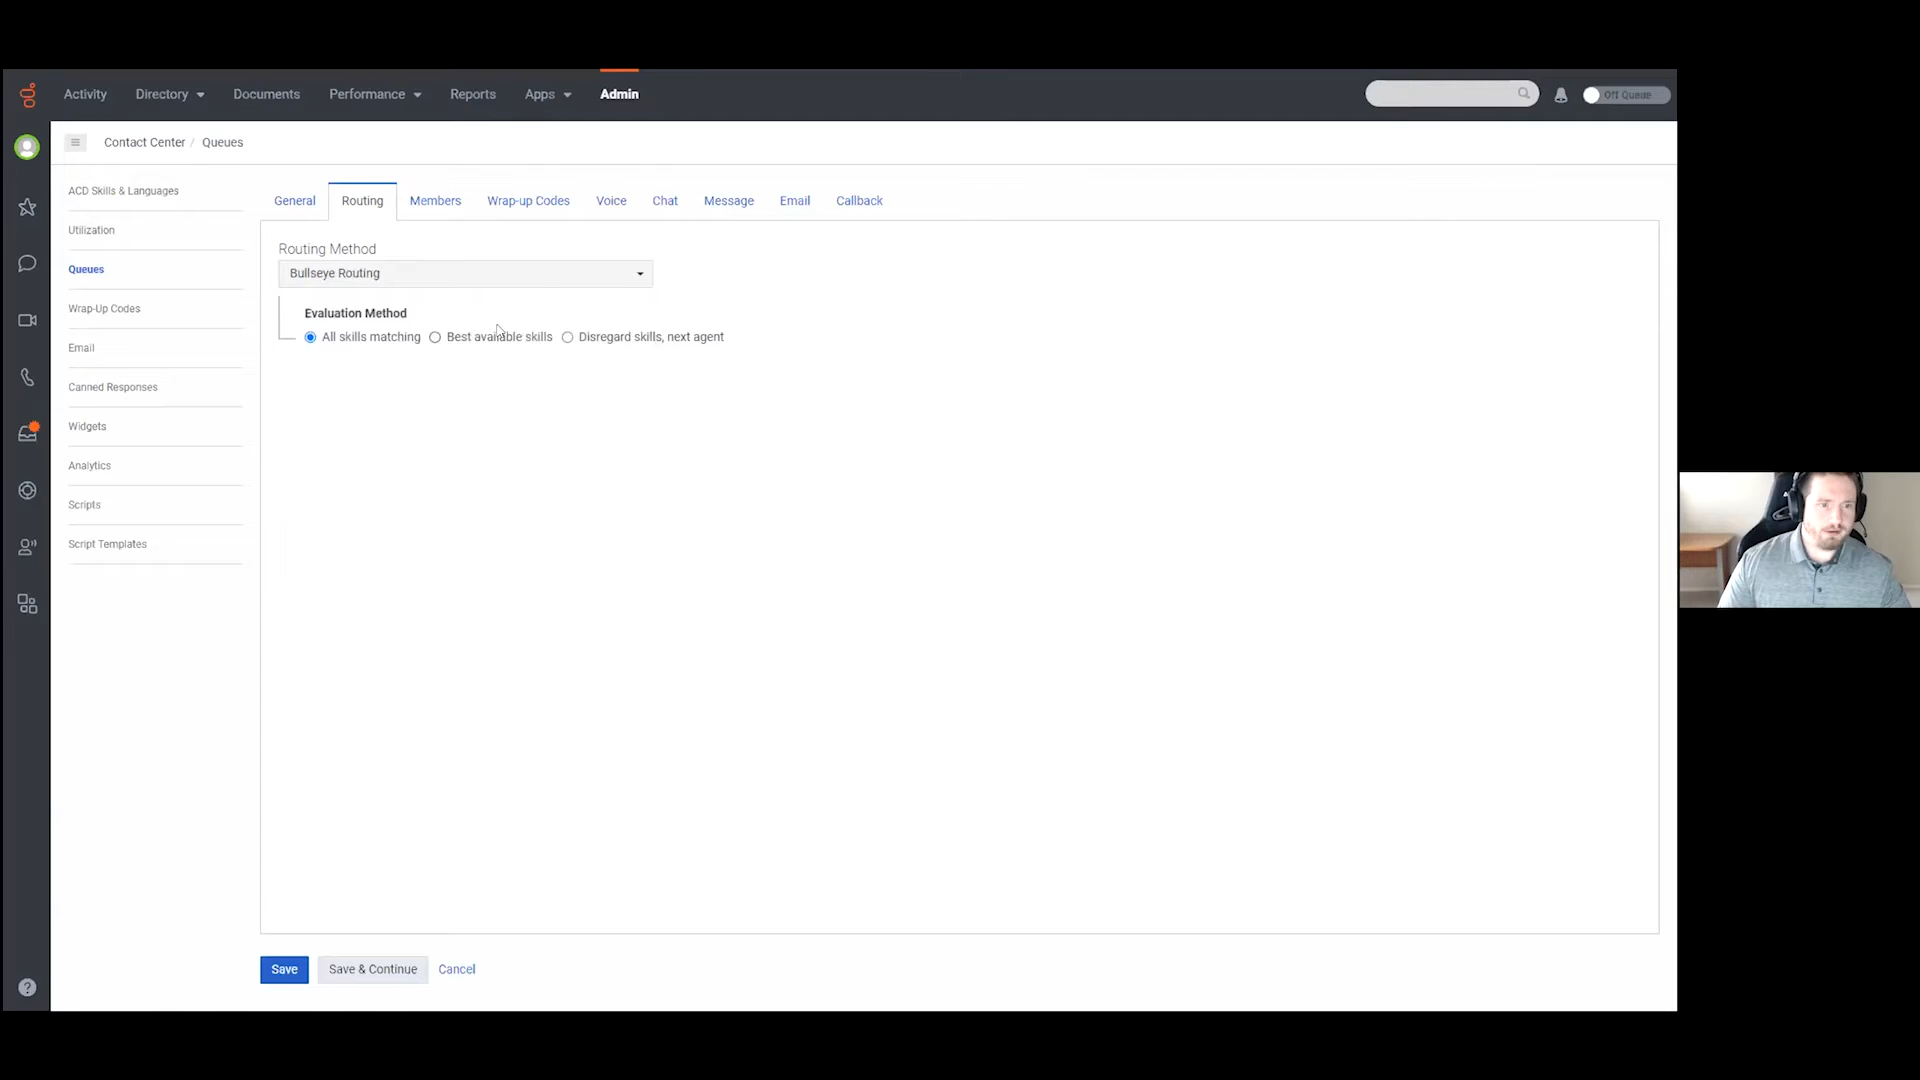 Activity Directory Documents Performance Reports Apps Admin Off Queue
Contact Center / Queues
ACD Skills & Languages
Utilization
Queues
Wrap-Up Codes
Email
Canned Responses
Widgets
Analytics
Scripts
Script Templates
General Routing Members Wrap-up Codes Voice Chat Message Email Callback
Routing Method
Bullseye Routing
Evaluation Method
All skills matching Best available skills Disregard skills, next agent
Save Save & Continue Cancel